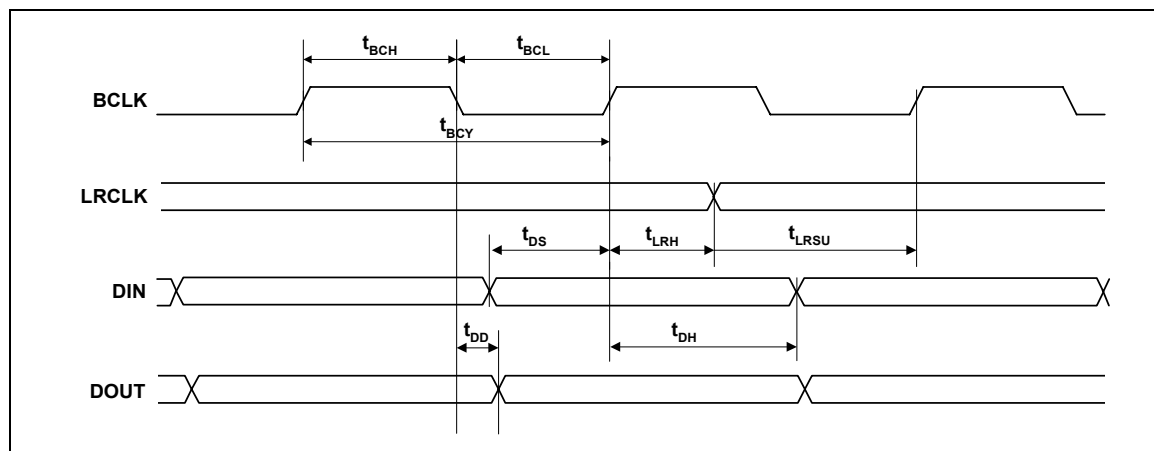 tBCH tBCL
BCLK
tBCY
LRCLK
tDS tLRH tLRSU
DIN
tDD tDH
DOUT